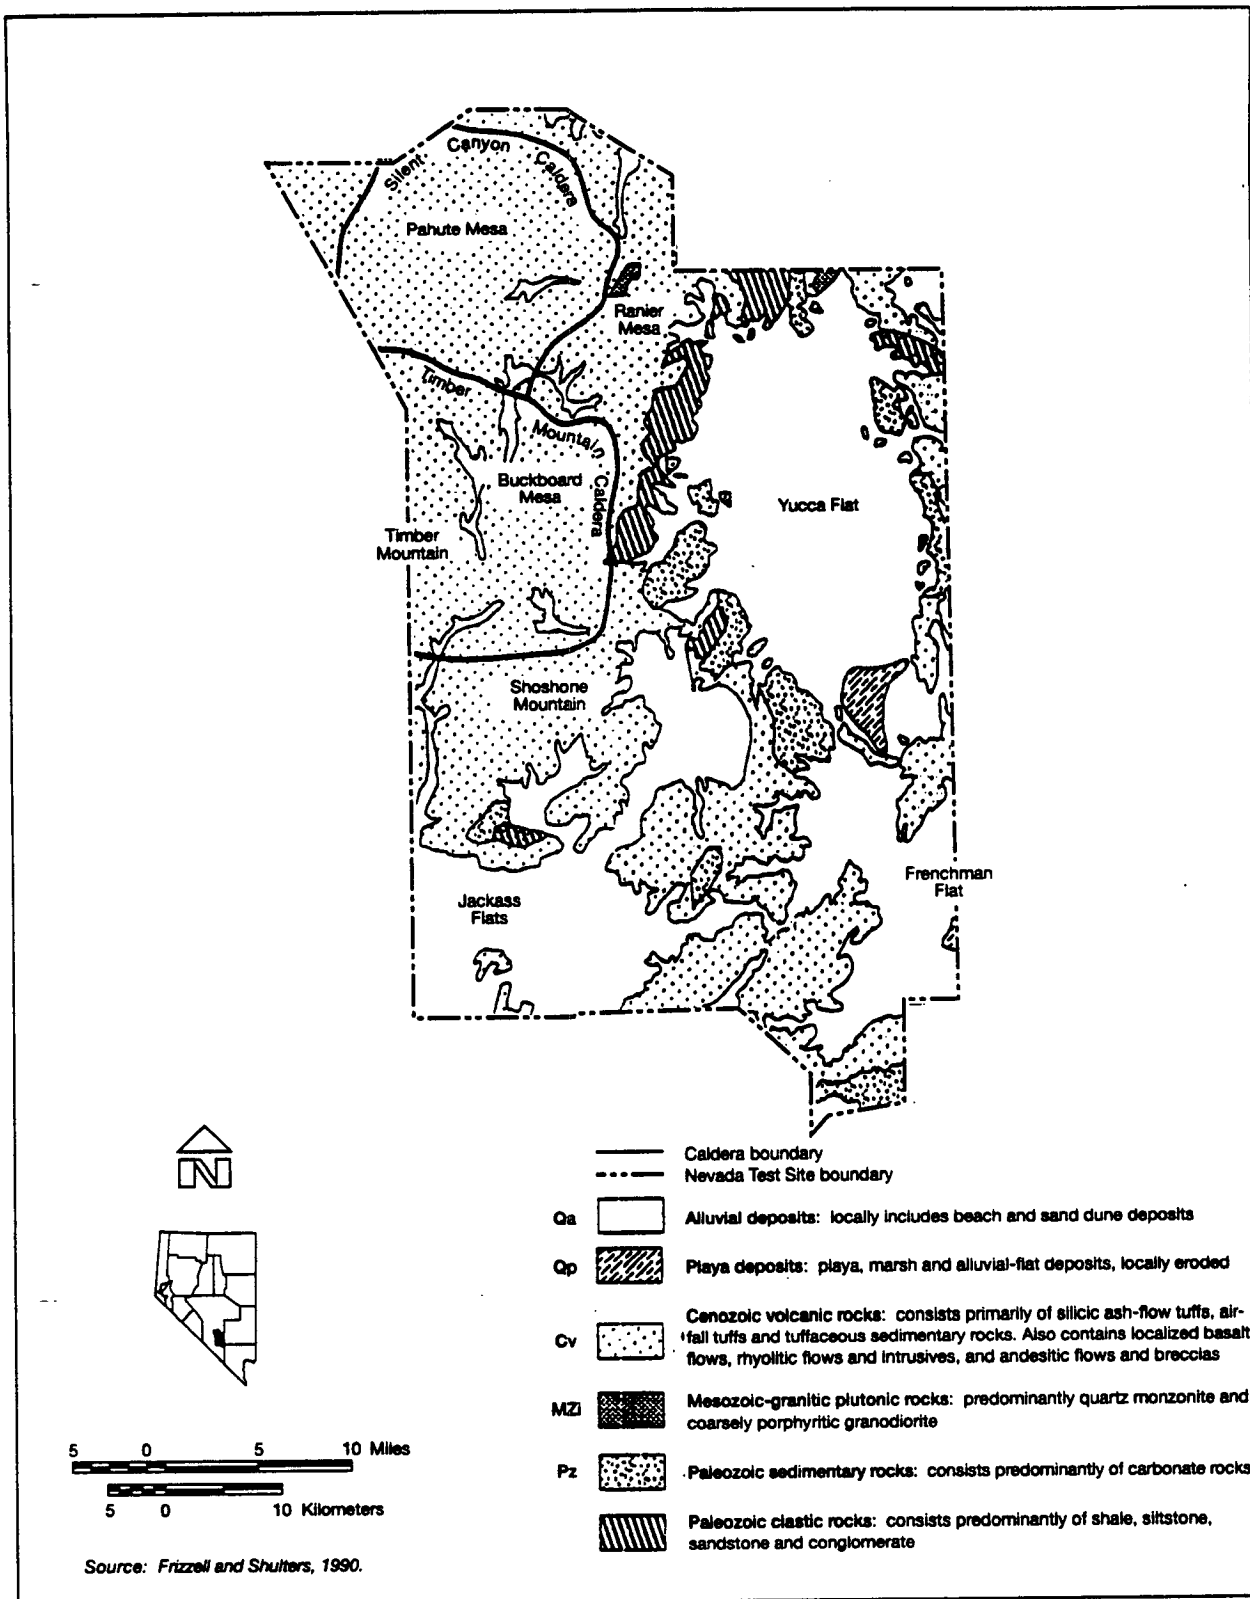 Silent Canyon Caldera
Pahute Mesa
Ranier
Mesa
Timber Mountain Caldera
Buckboard
Mesa
Yucca Flat
Timber
Mountain
Shoshone
Mountain
Frenchman
Flat
Jackass
Flats
N
Caldera boundary
Nevada Test Site boundary
Qa Alluvial deposits: locally includes beach and sand dune deposits
Qp Playa deposits: playa, marsh and alluvial-flat deposits, locally eroded
Cenozoic volcanic rocks: consists primarily of silicic ash-flow tuffs, air-
Cv fall tuffs and tuffaceous sedimentary rocks. Also contains localized basalt
flows, rhyolitic flows and intrusives, and andesitic flows and breccias
MZi Mesozoic-granitic plutonic rocks: predominantly quartz monzonite and
coarsely porphyritic granodiorite
Pz Paleozoic sedimentary rocks: consists predominantly of carbonate rocks
Paleozoic clastic rocks: consists predominantly of shale, siltstone,
sandstone and conglomerate
5 0 5 10 Miles
5 0 10 Kilometers
Source: Frizzell and Shulters, 1990.